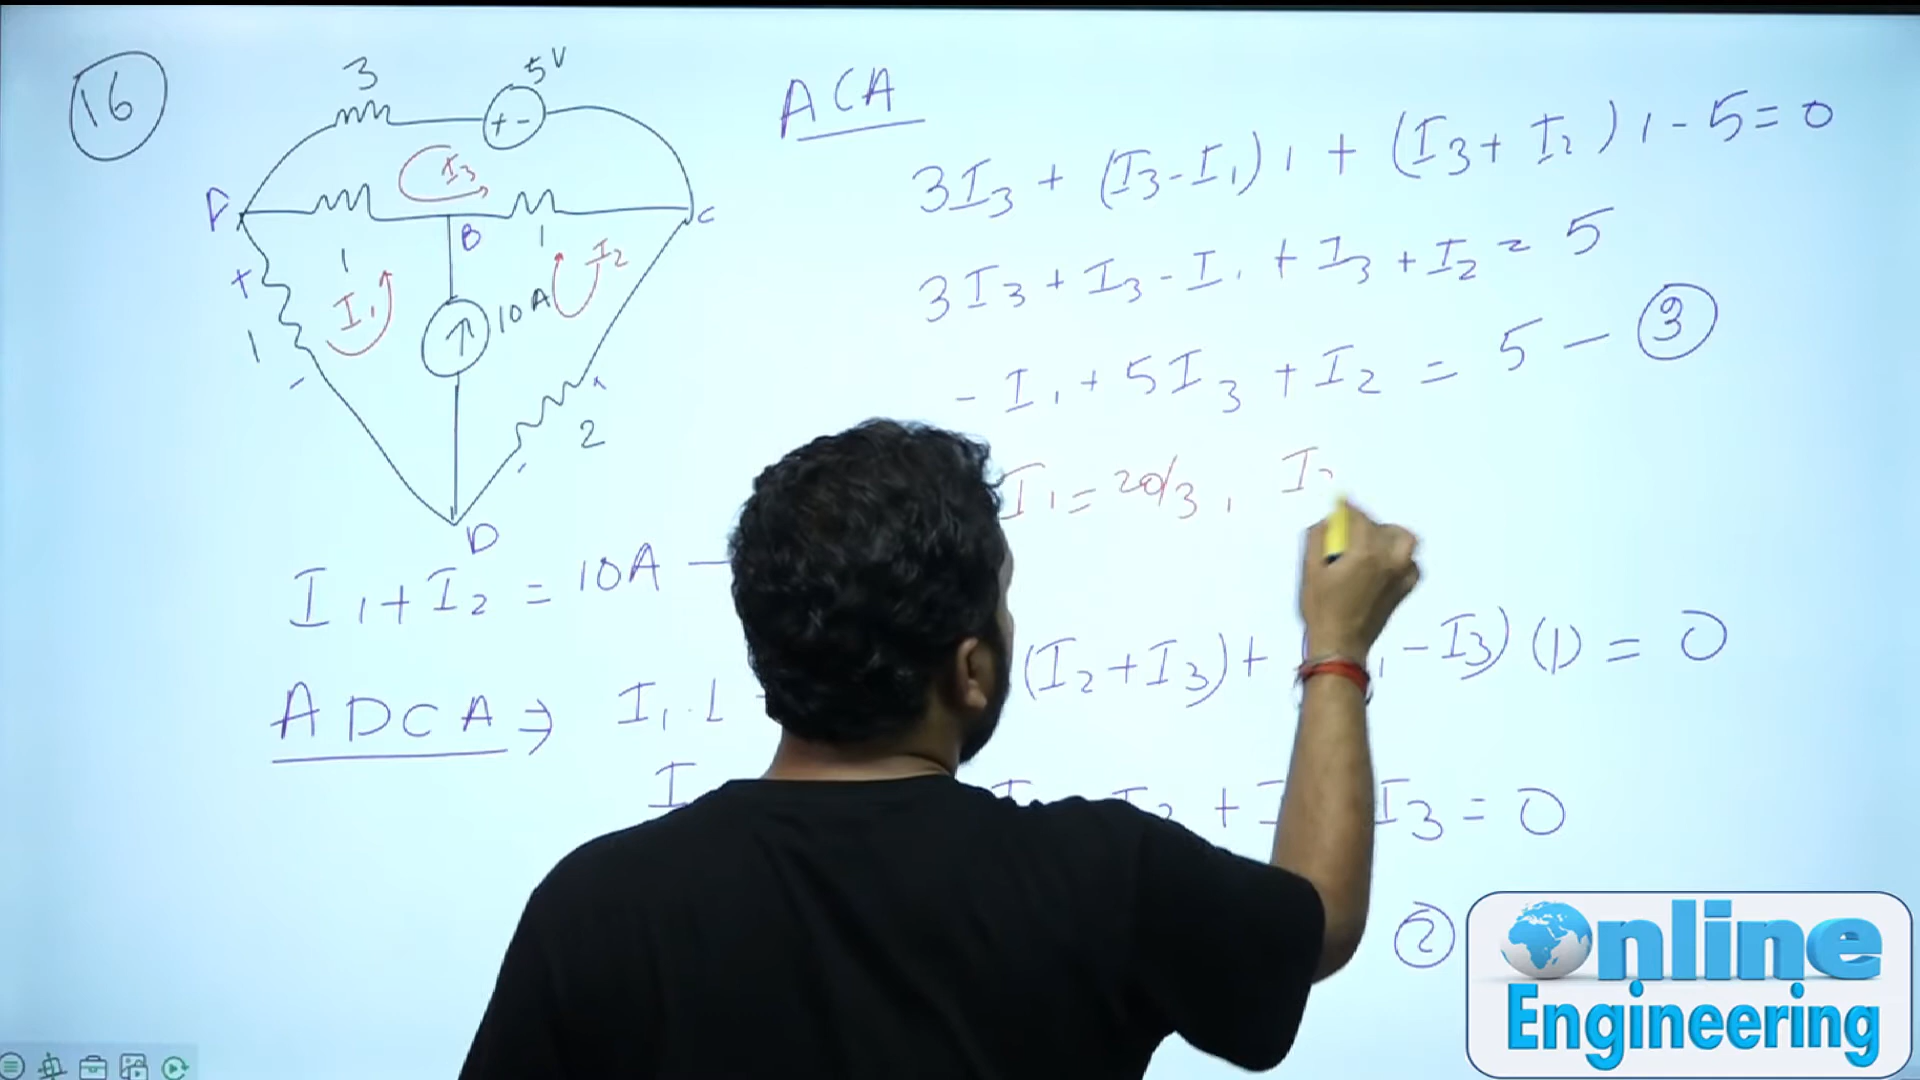 16
3
5V
+ -
I3
A
B
C
1
1
I2
+
I1
10A
1
-
2
D
I1 + I2 = 10A -
ADCA ⇒ I1.1
(I2 + I3) + 1 - I3) (1) = 0
I
I3 = 0
2
ACA
3I3 + (I3 - I1) 1 + (I3 + I2) 1 - 5 = 0
3I3 + I3 - I1 + I3 + I2 = 5
- I1 + 5I3 + I2 = 5 - 3
I1 = 20/3, I
Online
Engineering